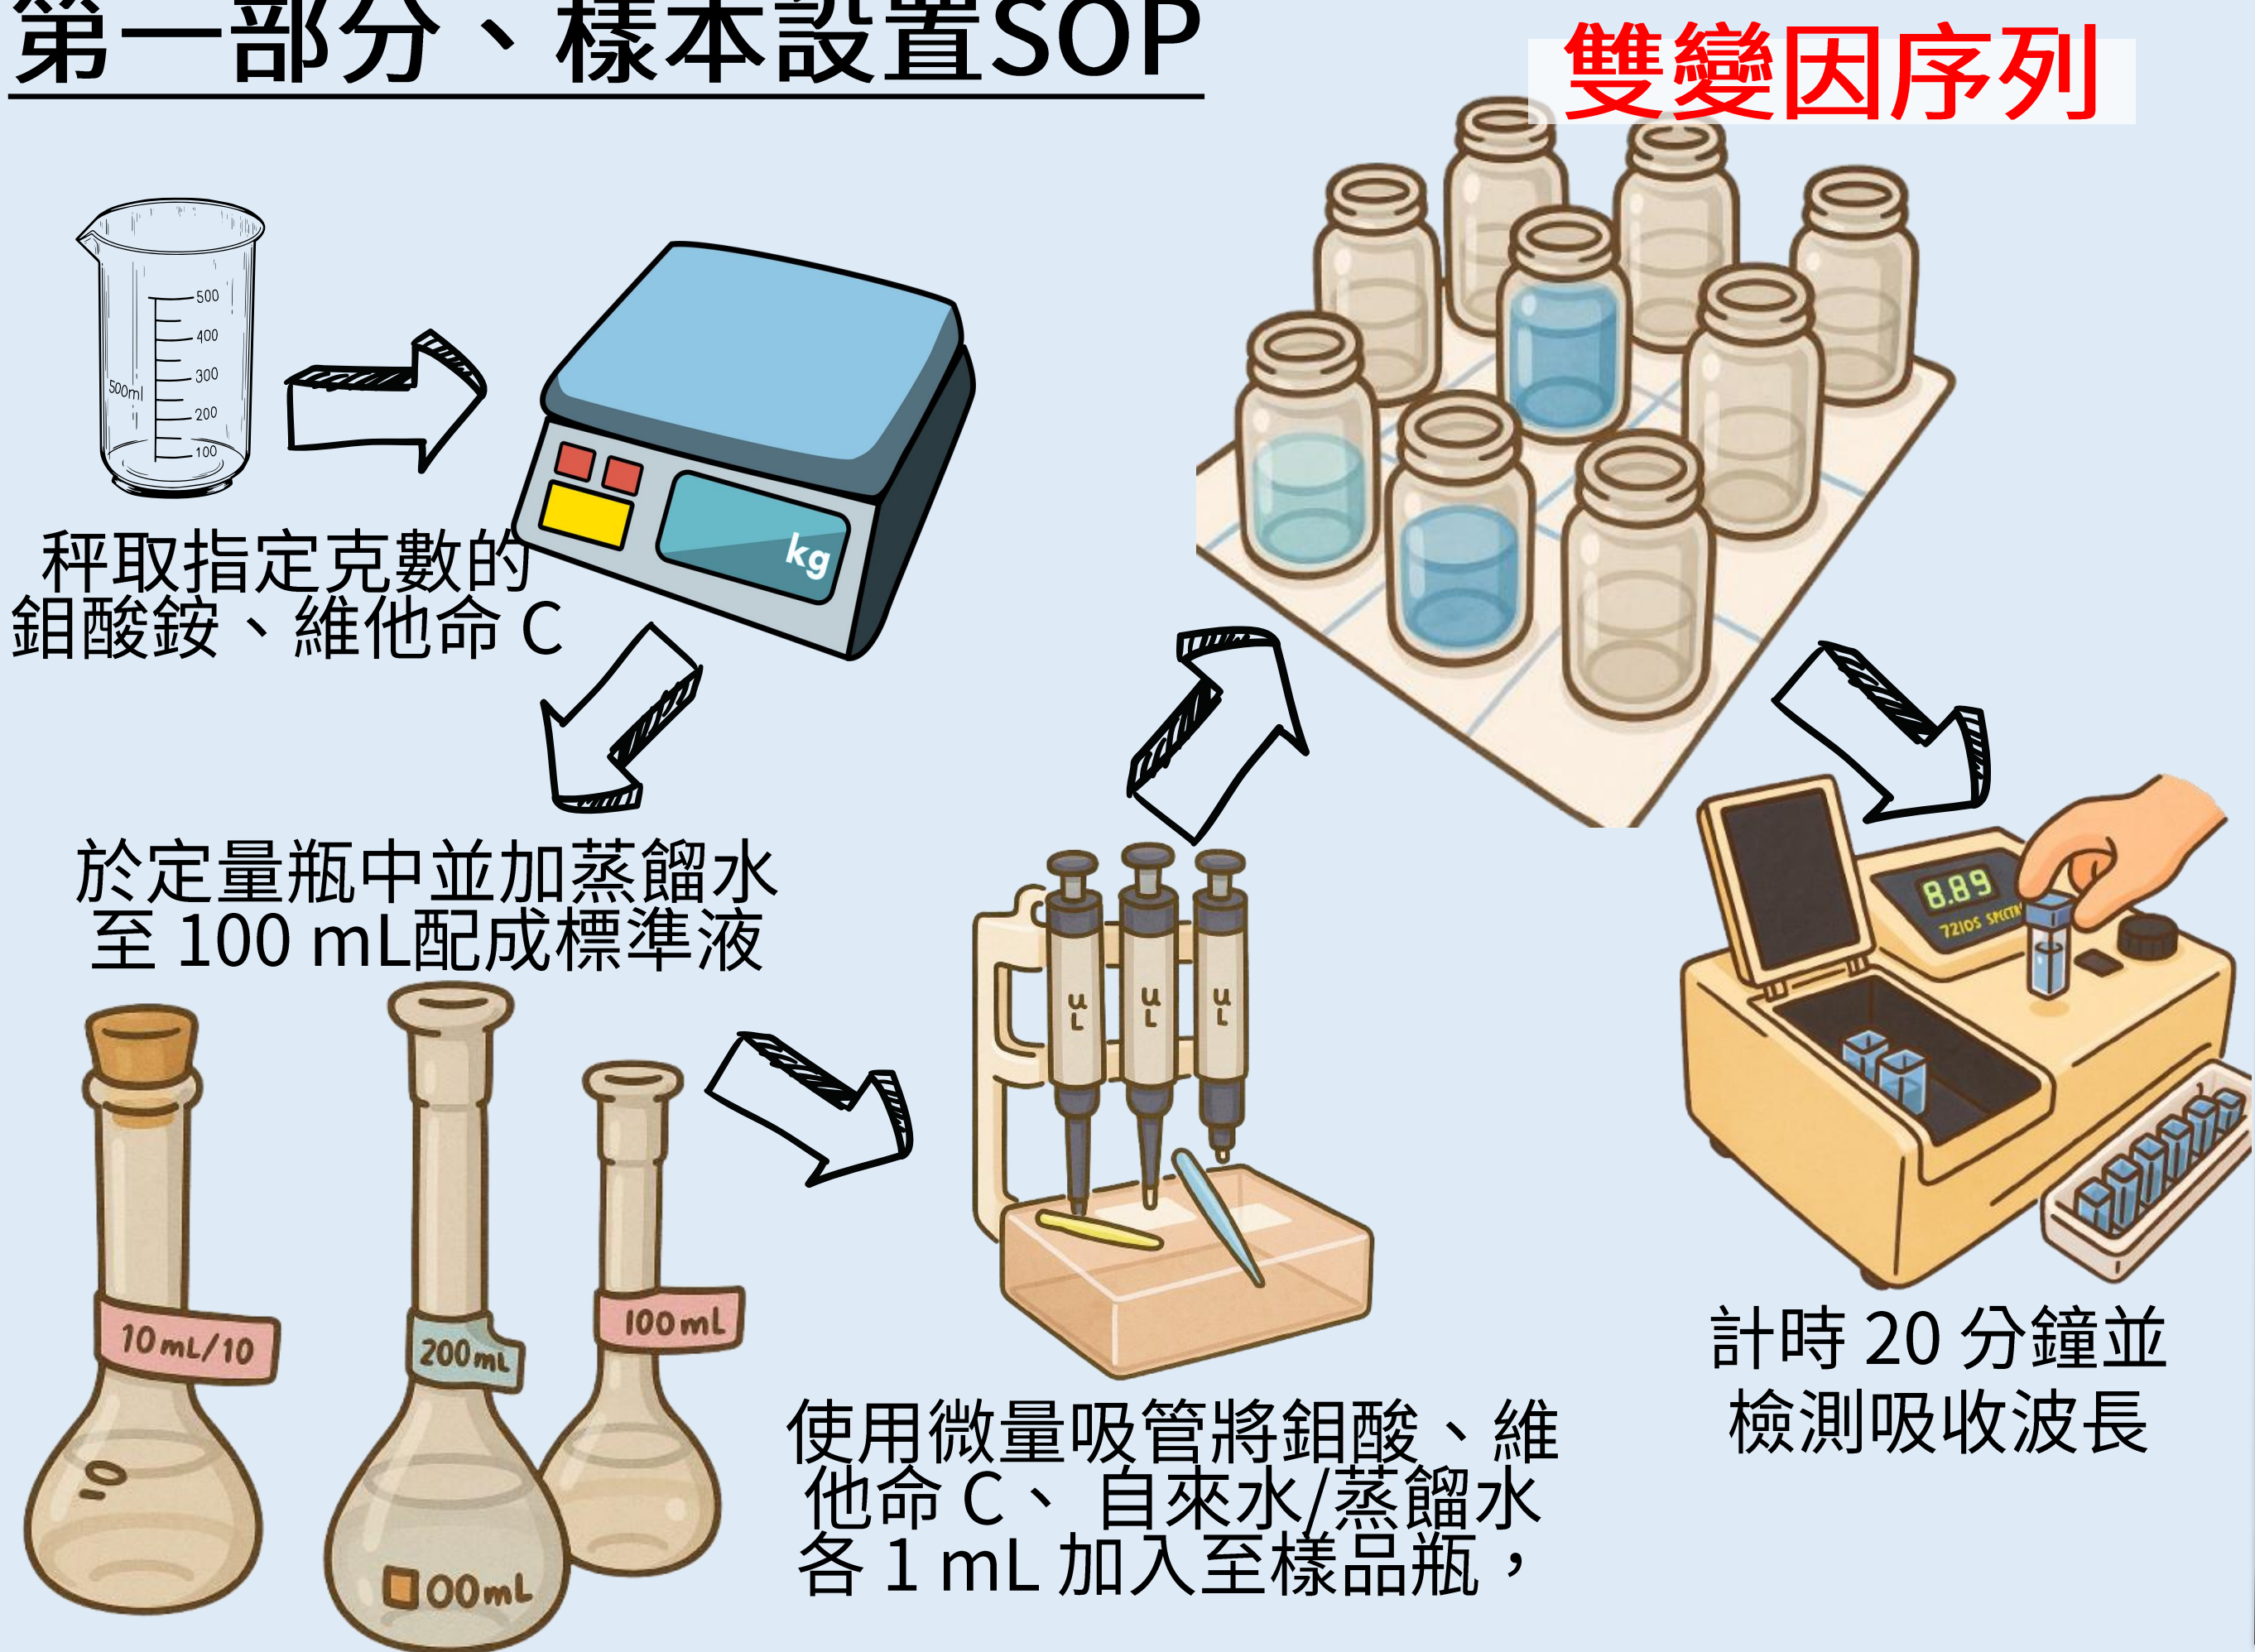 第一部分、樣本設置SOP
雙變因序列
500
400
300
500ml
200
100
kg
秤取指定克數的
鉬酸銨、維他命 C
於定量瓶中並加蒸餾水
至 100 mL配成標準液
10mL/10
10
200mL
00mL
100mL
uL
uL
uL
使用微量吸管將鉬酸、維
他命 C、 自來水/蒸餾水
各 1 mL 加入至樣品瓶，
8.89
7210S SPECTR
計時 20 分鐘並
檢測吸收波長